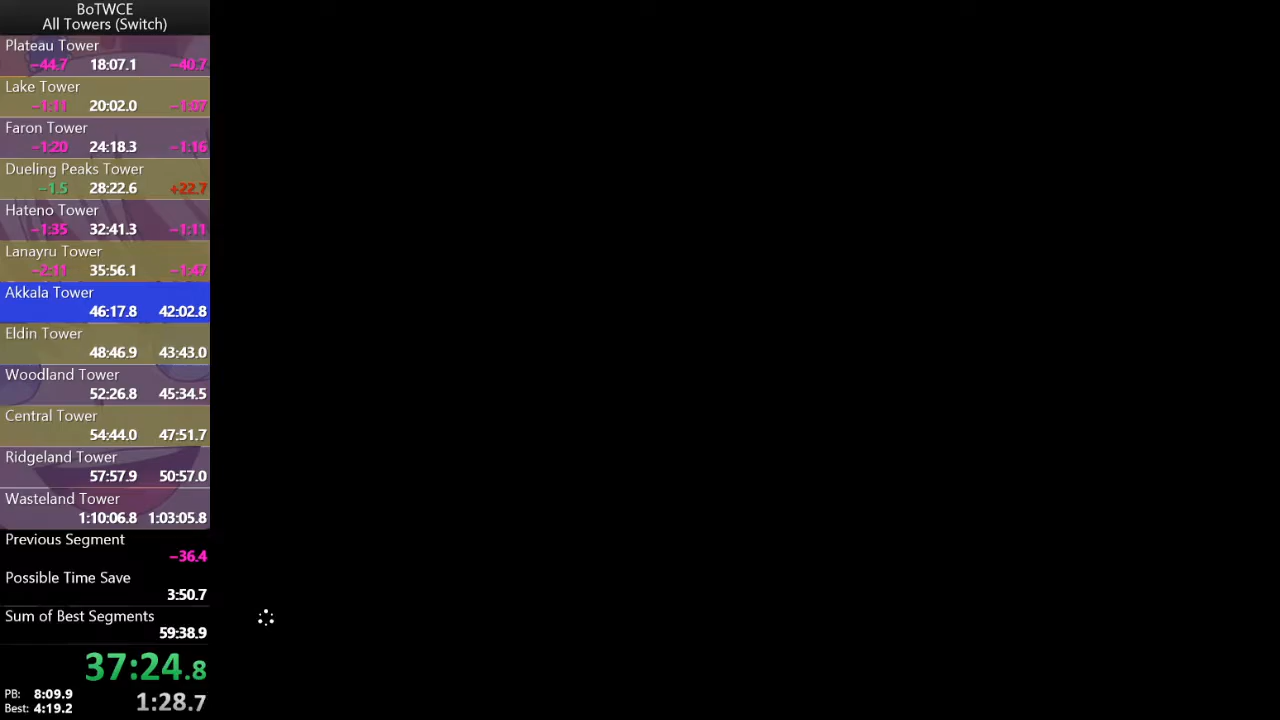 BoTWCE
All Towers (Switch)
Plateau Tower
−44.7 18:07.1 −40.7
Lake Tower
−1:11 20:02.0 −1:07
Faron Tower
−1:20 24:18.3 −1:16
Dueling Peaks Tower
−1.5 28:22.6 +22.7
Hateno Tower
−1:35 32:41.3 −1:11
Lanayru Tower
−2:11 35:56.1 −1:47
Akkala Tower
46:17.8 42:02.8
Eldin Tower
48:46.9 43:43.0
Woodland Tower
52:26.8 45:34.5
Central Tower
54:44.0 47:51.7
Ridgeland Tower
57:57.9 50:57.0
Wasteland Tower
1:10:06.8 1:03:05.8
Previous Segment
−36.4
Possible Time Save
3:50.7
Sum of Best Segments
59:38.9
37:24.8
PB: 8:09.9
Best: 4:19.2
1:28.7